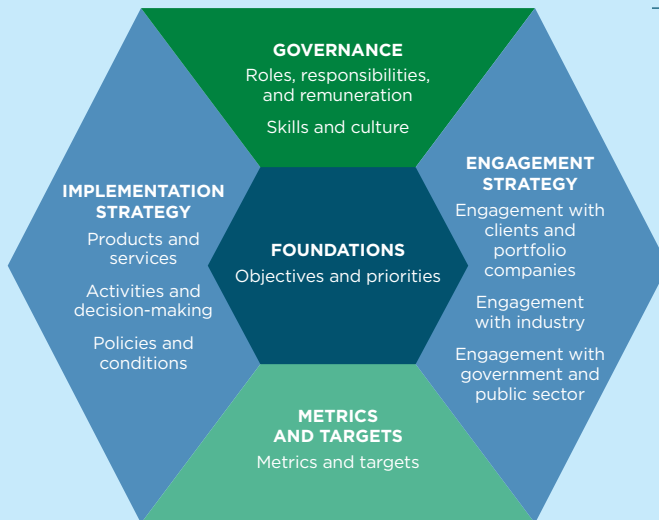 GOVERNANCE
Roles, responsibilities,
and remuneration
Skills and culture
IMPLEMENTATION
STRATEGY
Products and
services
Activities and
decision-making
Policies and
conditions
FOUNDATIONS
Objectives and priorities
ENGAGEMENT
STRATEGY
Engagement with
clients and
portfolio
companies
Engagement
with industry
Engagement with
government and
public sector
METRICS
AND TARGETS
Metrics and targets